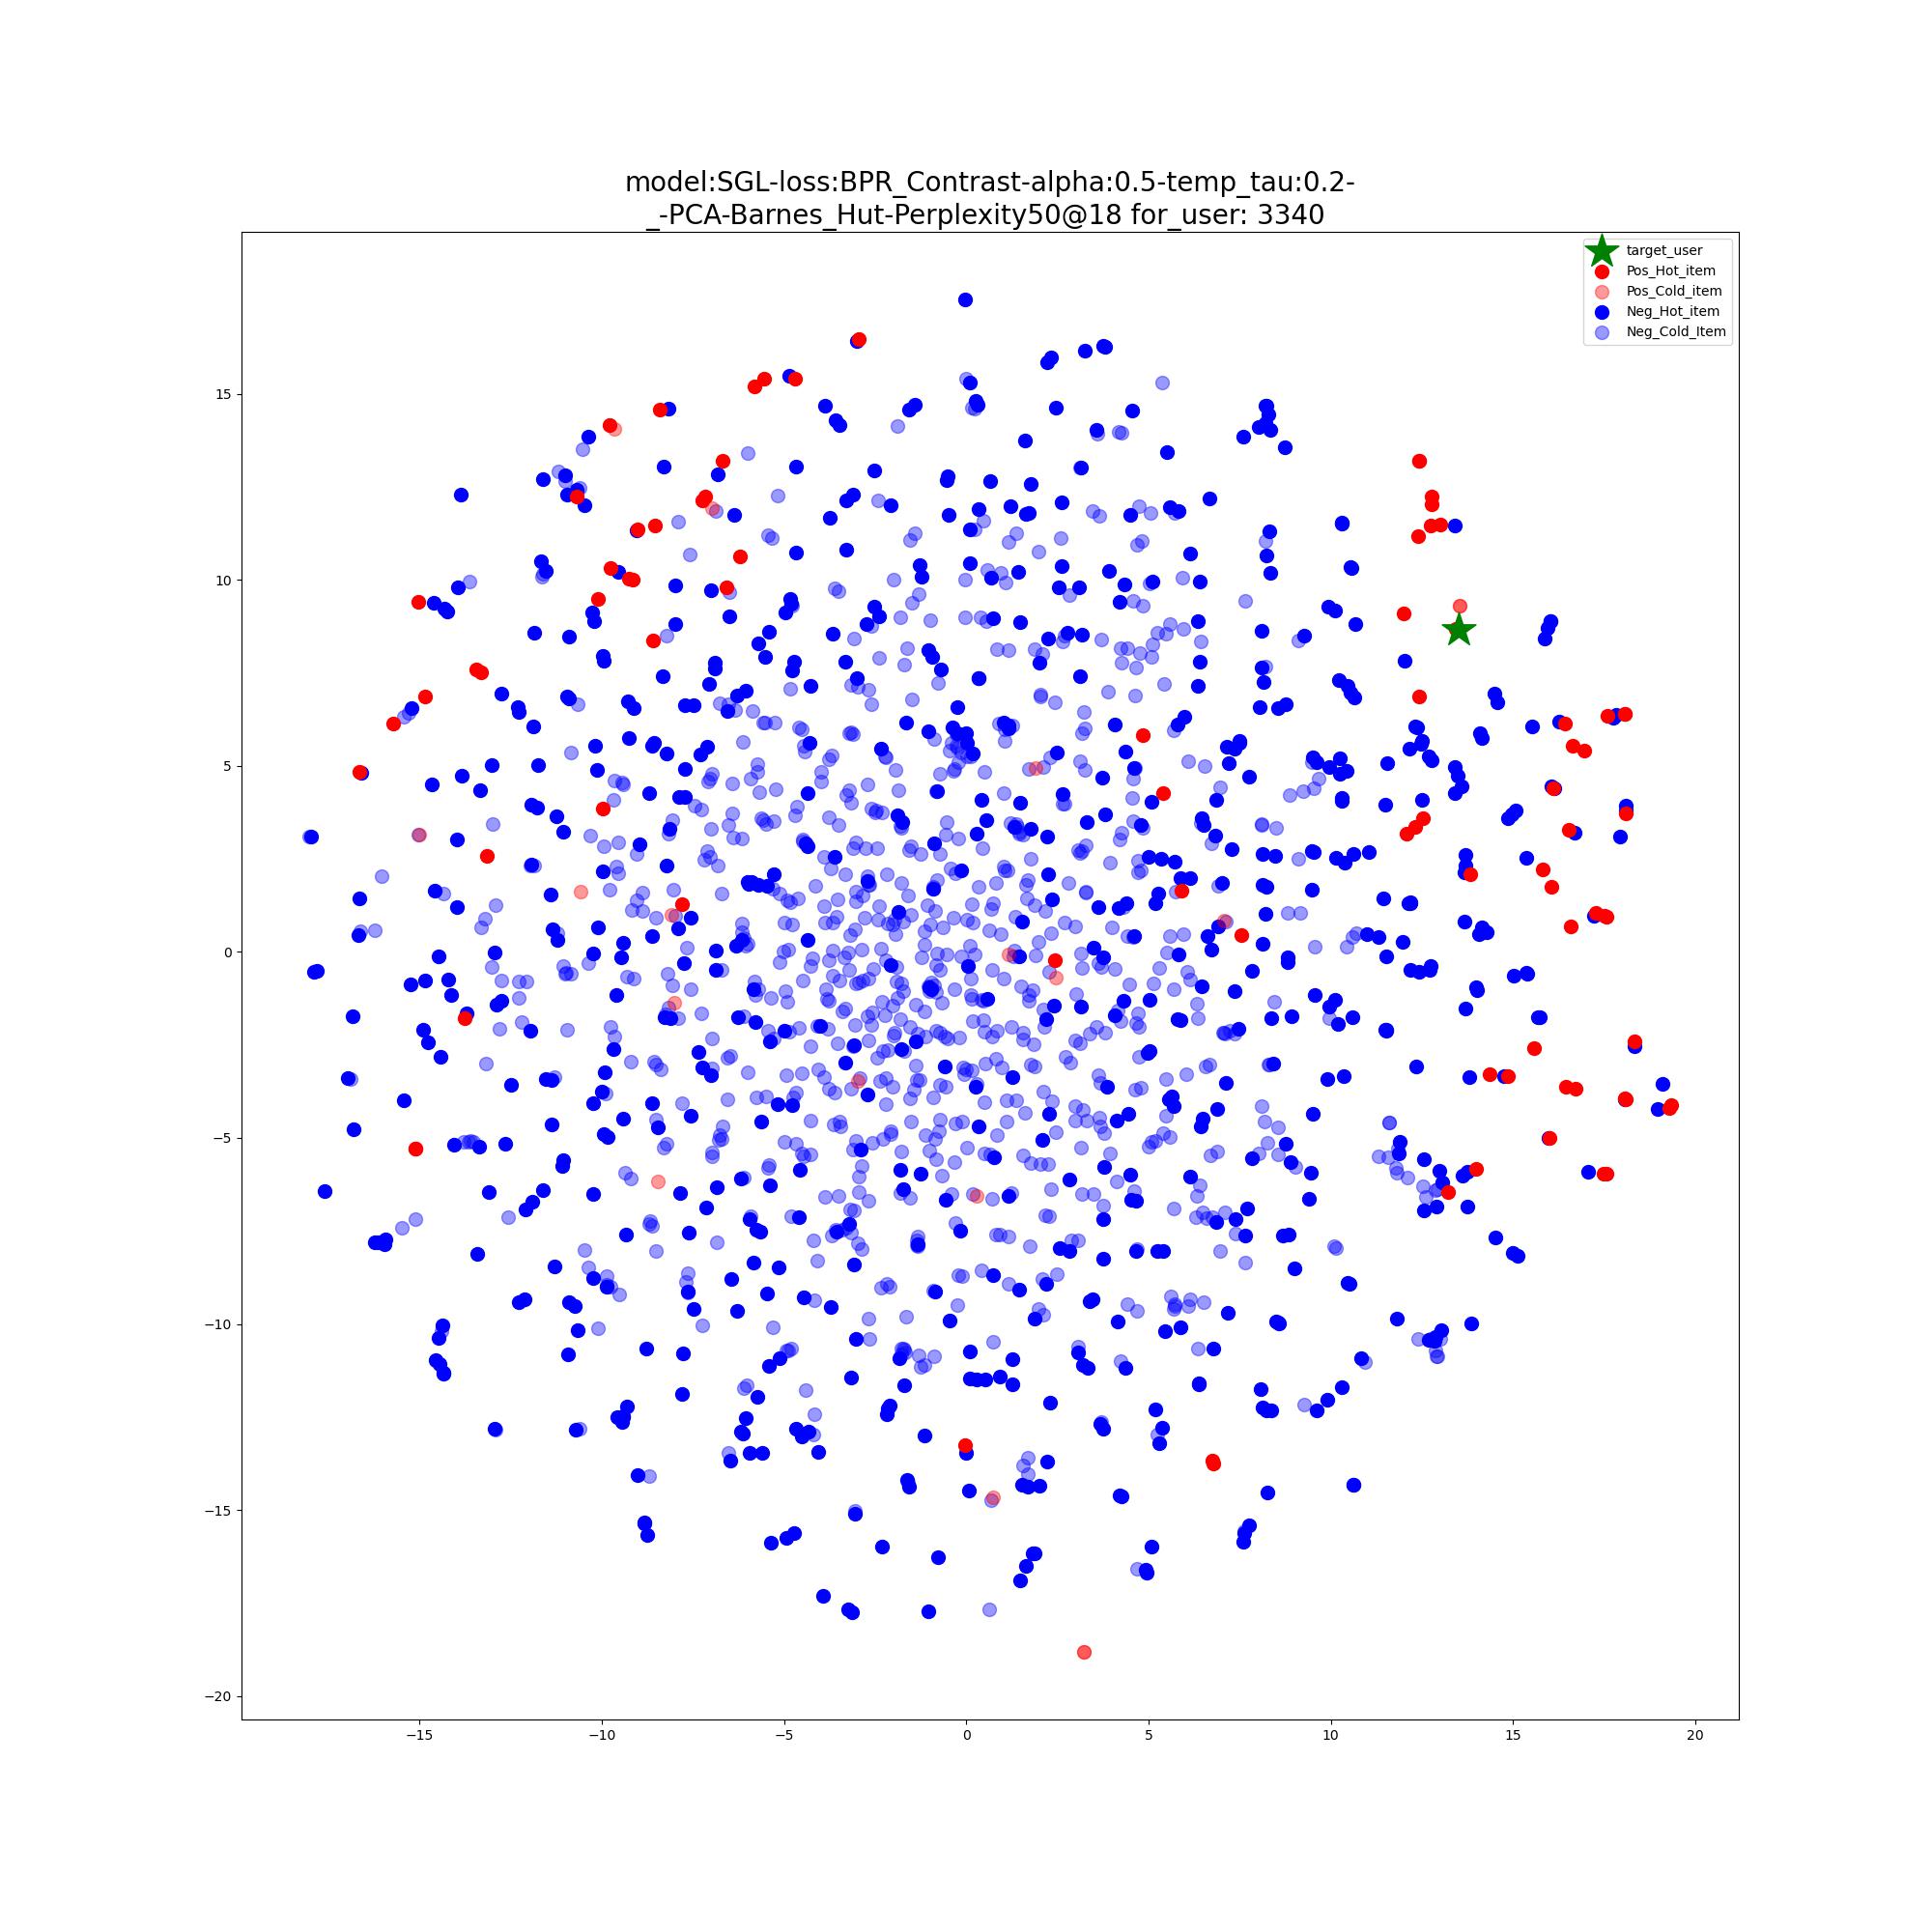 model:SGL-loss:BPR_Contrast-alpha:0.5-temp_tau:0.2-
_-PCA-Barnes_Hut-Perplexity50@18 for_user: 3340
target_user
Pos_Hot_item
Pos_Cold_item
Neg_Hot_item
Neg_Cold_Item
15
10
5
0
−5
−10
−15
−20
−15 −10 −5 0 5 10 15 20